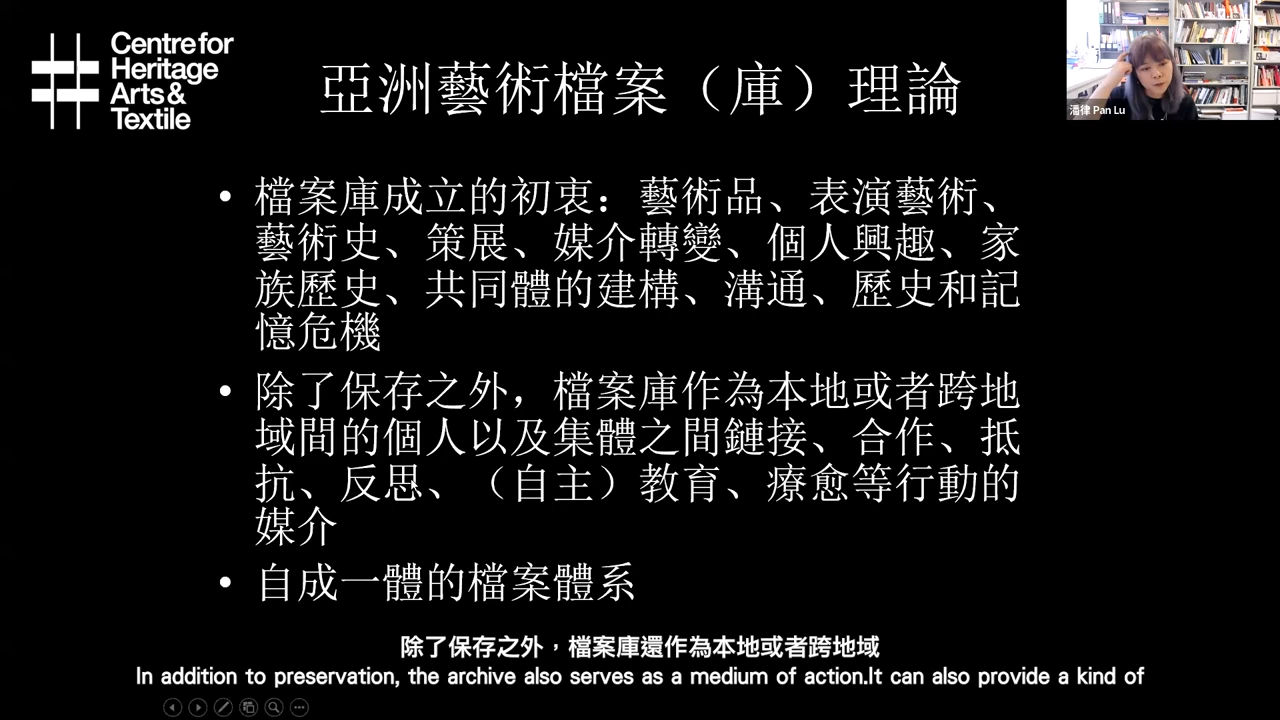 Centre for
Heritage
Arts &
Textile
亞洲藝術檔案（庫）理論
潘律 Pan Lu
• 檔案庫成立的初衷：藝術品、表演藝術、
藝術史、策展、媒介轉變、個人興趣、家
族歷史、共同體的建構、溝通、歷史和記
憶危機
• 除了保存之外，檔案庫作為本地或者跨地
域間的個人以及集體之間鏈接、合作、抵
抗、反思、（自主）教育、療愈等行動的
媒介
• 自成一體的檔案體系
除了保存之外，檔案庫還作為本地或者跨地域
In addition to preservation, the archive also serves as a medium of action.It can also provide a kind of